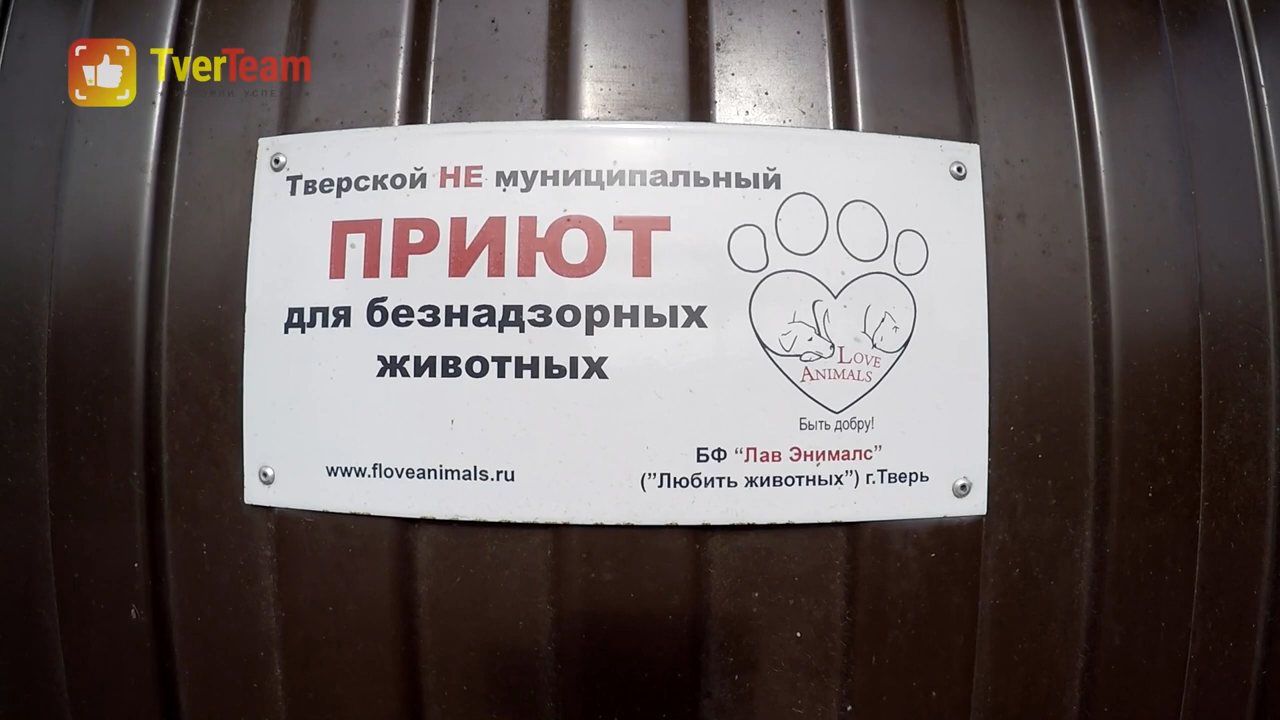 TverTeam
Тверской НЕ муниципальный
ПРИЮТ
для безнадзорных
животных
LOVE
ANIMALS
Быть добру!
www.floveanimals.ru
БФ “Лав Энималс”
(”Любить животных”) г.Тверь